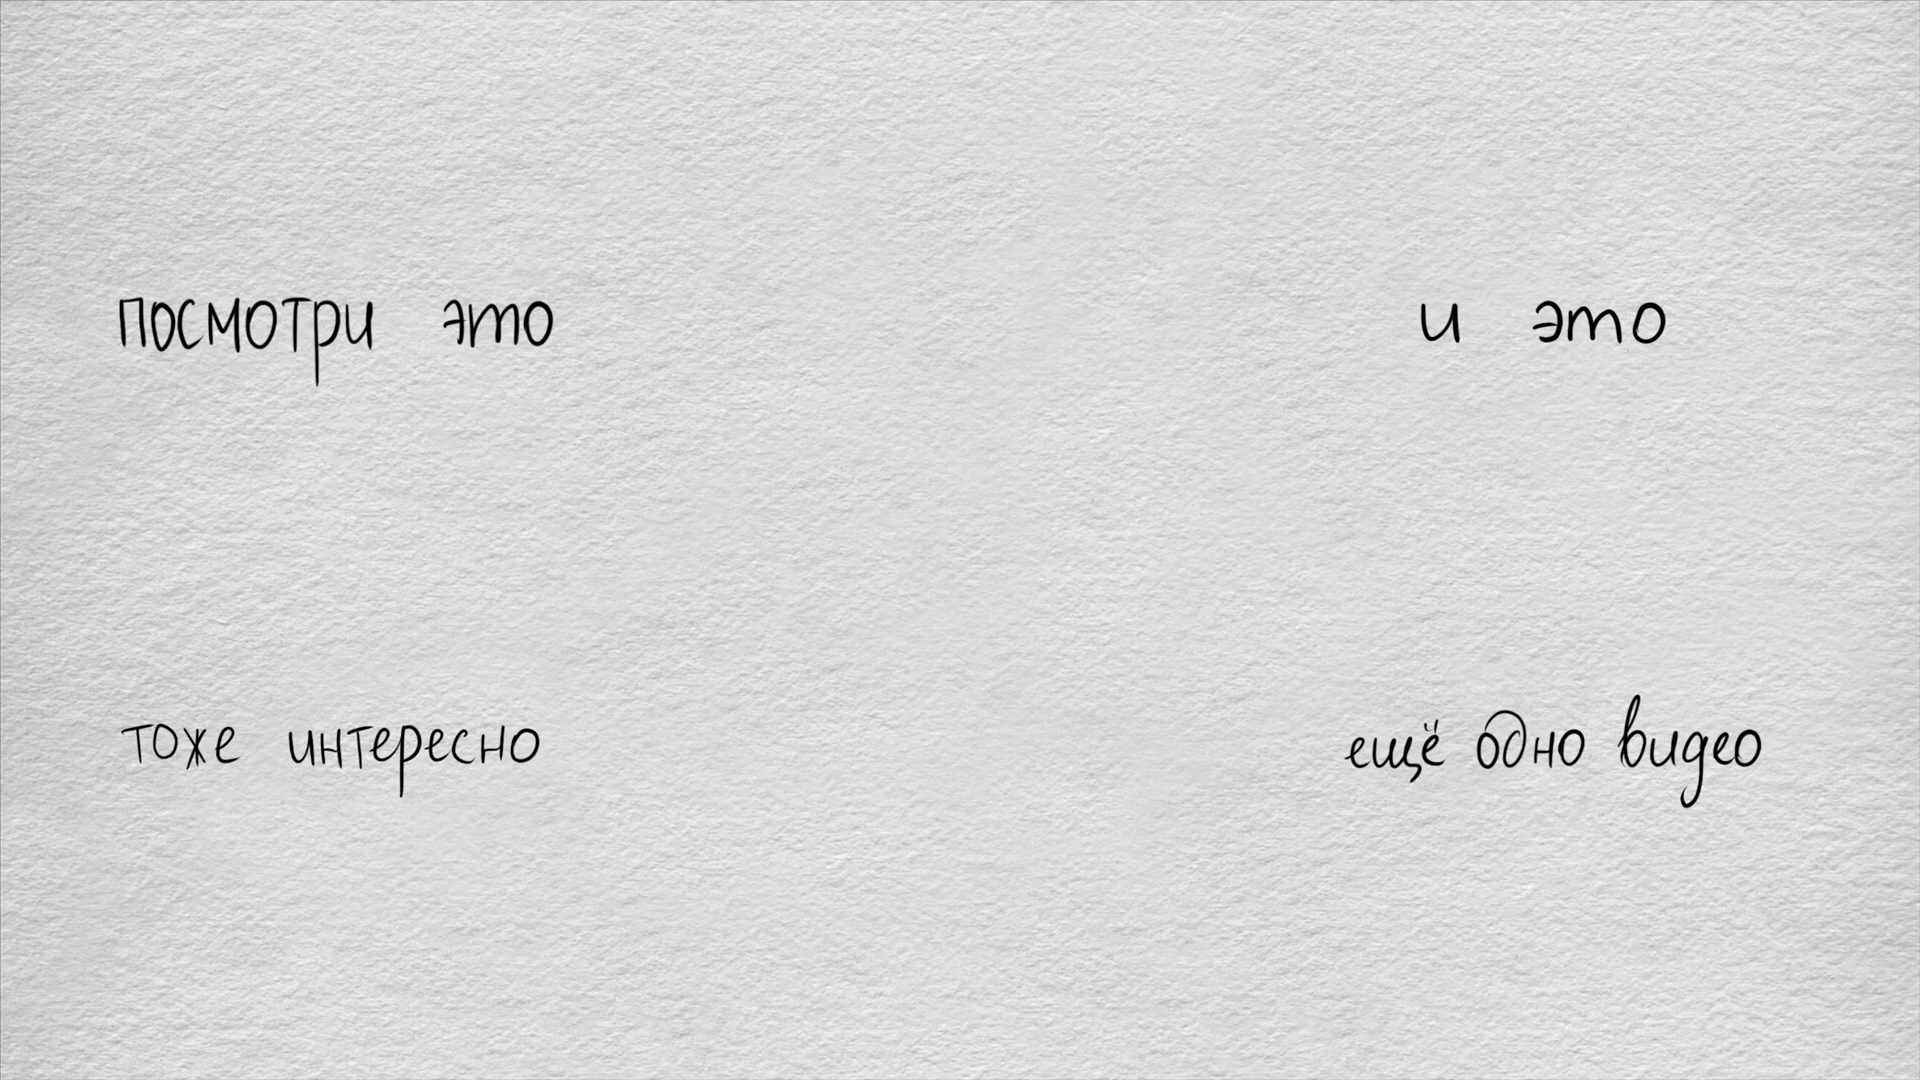 посмотри это
и это
тоже интересно
ещё одно видео